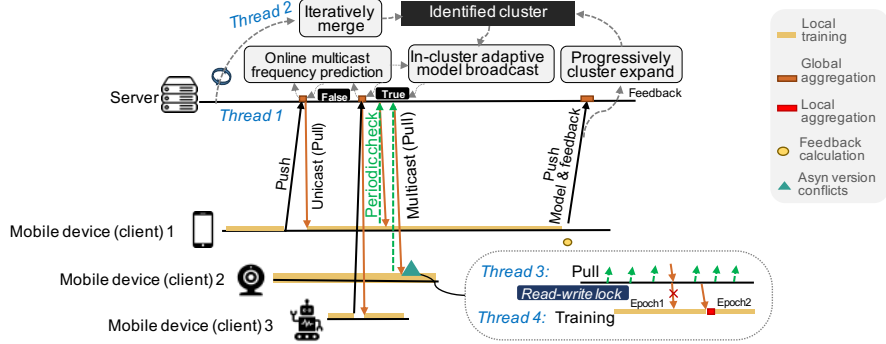 Thread 2
Iteratively
merge
Identified cluster
Online multicast
frequency prediction
In-cluster adaptive
model broadcast
Progressively
cluster expand
Server
Thread 1
False
True
Feedback
Push
Unicast (Pull)
Periodic check
Multicast (Pull)
Push
Model & feedback
Mobile device (client) 1
Mobile device (client) 2
Mobile device (client) 3
Thread 3:
Pull
Read-write lock
Epoch1
Epoch2
Thread 4:
Training
Local
training
Global
aggregation
Local
aggregation
Feedback
calculation
Asyn version
conflicts